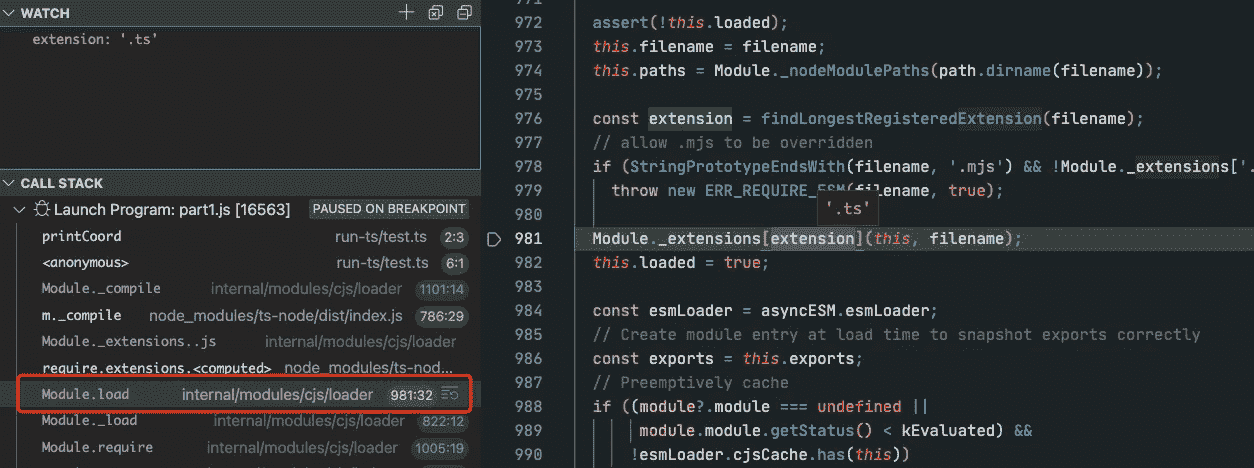 WATCH
extension: '.ts'
CALL STACK
Launch Program: part1.js [16563] PAUSED ON BREAKPOINT
printCoord run-ts/test.ts 2:3
<anonymous> run-ts/test.ts 6:1
Module._compile internal/modules/cjs/loader 1101:14
m._compile node_modules/ts-node/dist/index.js 786:29
Module._extensions..js internal/modules/cjs/loader
require.extensions.<computed> node_modules/ts-nod...
Module.load internal/modules/cjs/loader 981:32
Module._load internal/modules/cjs/loader 822:12
Module.require internal/modules/cjs/loader 1005:19
972 assert(!this.loaded);
973 this.filename = filename;
974 this.paths = Module._nodeModulePaths(path.dirname(filename));
975
976 const extension = findLongestRegisteredExtension(filename);
977 // allow .mjs to be overridden
978 if (StringPrototypeEndsWith(filename, '.mjs') && !Module._extensions['.
979 throw new ERR_REQUIRE_ESM(filename, true);
980
'.ts'
981 Module._extensions[extension](this, filename);
982 this.loaded = true;
983
984 const esmLoader = asyncESM.esmLoader;
985 // Create module entry at load time to snapshot exports correctly
986 const exports = this.exports;
987 // Preemptively cache
988 if ((module?.module === undefined ||
989 module.module.getStatus() < kEvaluated) &&
990 !esmLoader.cjsCache.has(this))